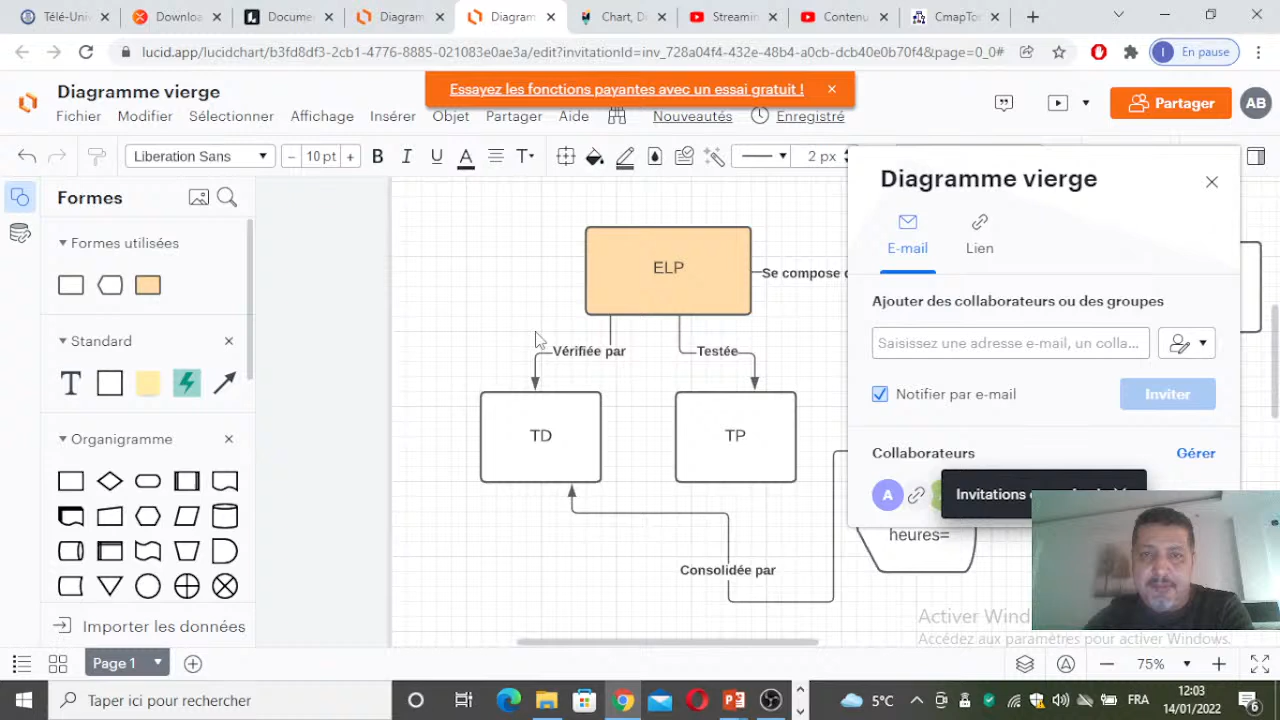 Télé-Univ
Downloa
Docume
Diagram
Diagram
Chart, Di
Streamin
Contenu
CmapTo
lucid.app/lucidchart/b3fd8df3-2cb1-4776-8885-021083e0ae3a/edit?invitationId=inv_728a04f4-432e-48b4-a0cb-dcb40e0b70f4&page=0_0#
I
En pause
Diagramme vierge
Essayez les fonctions payantes avec un essai gratuit !
Fichier Modifier Sélectionner Affichage Insérer Objet Partager Aide Nouveautés Enregistré
Partager
AB
Liberation Sans
10 pt
B I U A T
2 px
Formes
Formes utilisées
Standard
T
Organigramme
Importer les données
ELP
Se compose d
Vérifiée par
Testée
TD
TP
Consolidée par
heures=
Diagramme vierge
E-mail
Lien
Ajouter des collaborateurs ou des groupes
Saisissez une adresse e-mail, un colla...
Notifier par e-mail
Inviter
Collaborateurs
Gérer
A
Invitations
Activer Wind
Accédez aux paramètres pour activer Windows.
Page 1
75%
Taper ici pour rechercher
5°C
FRA
12:03
14/01/2022
6